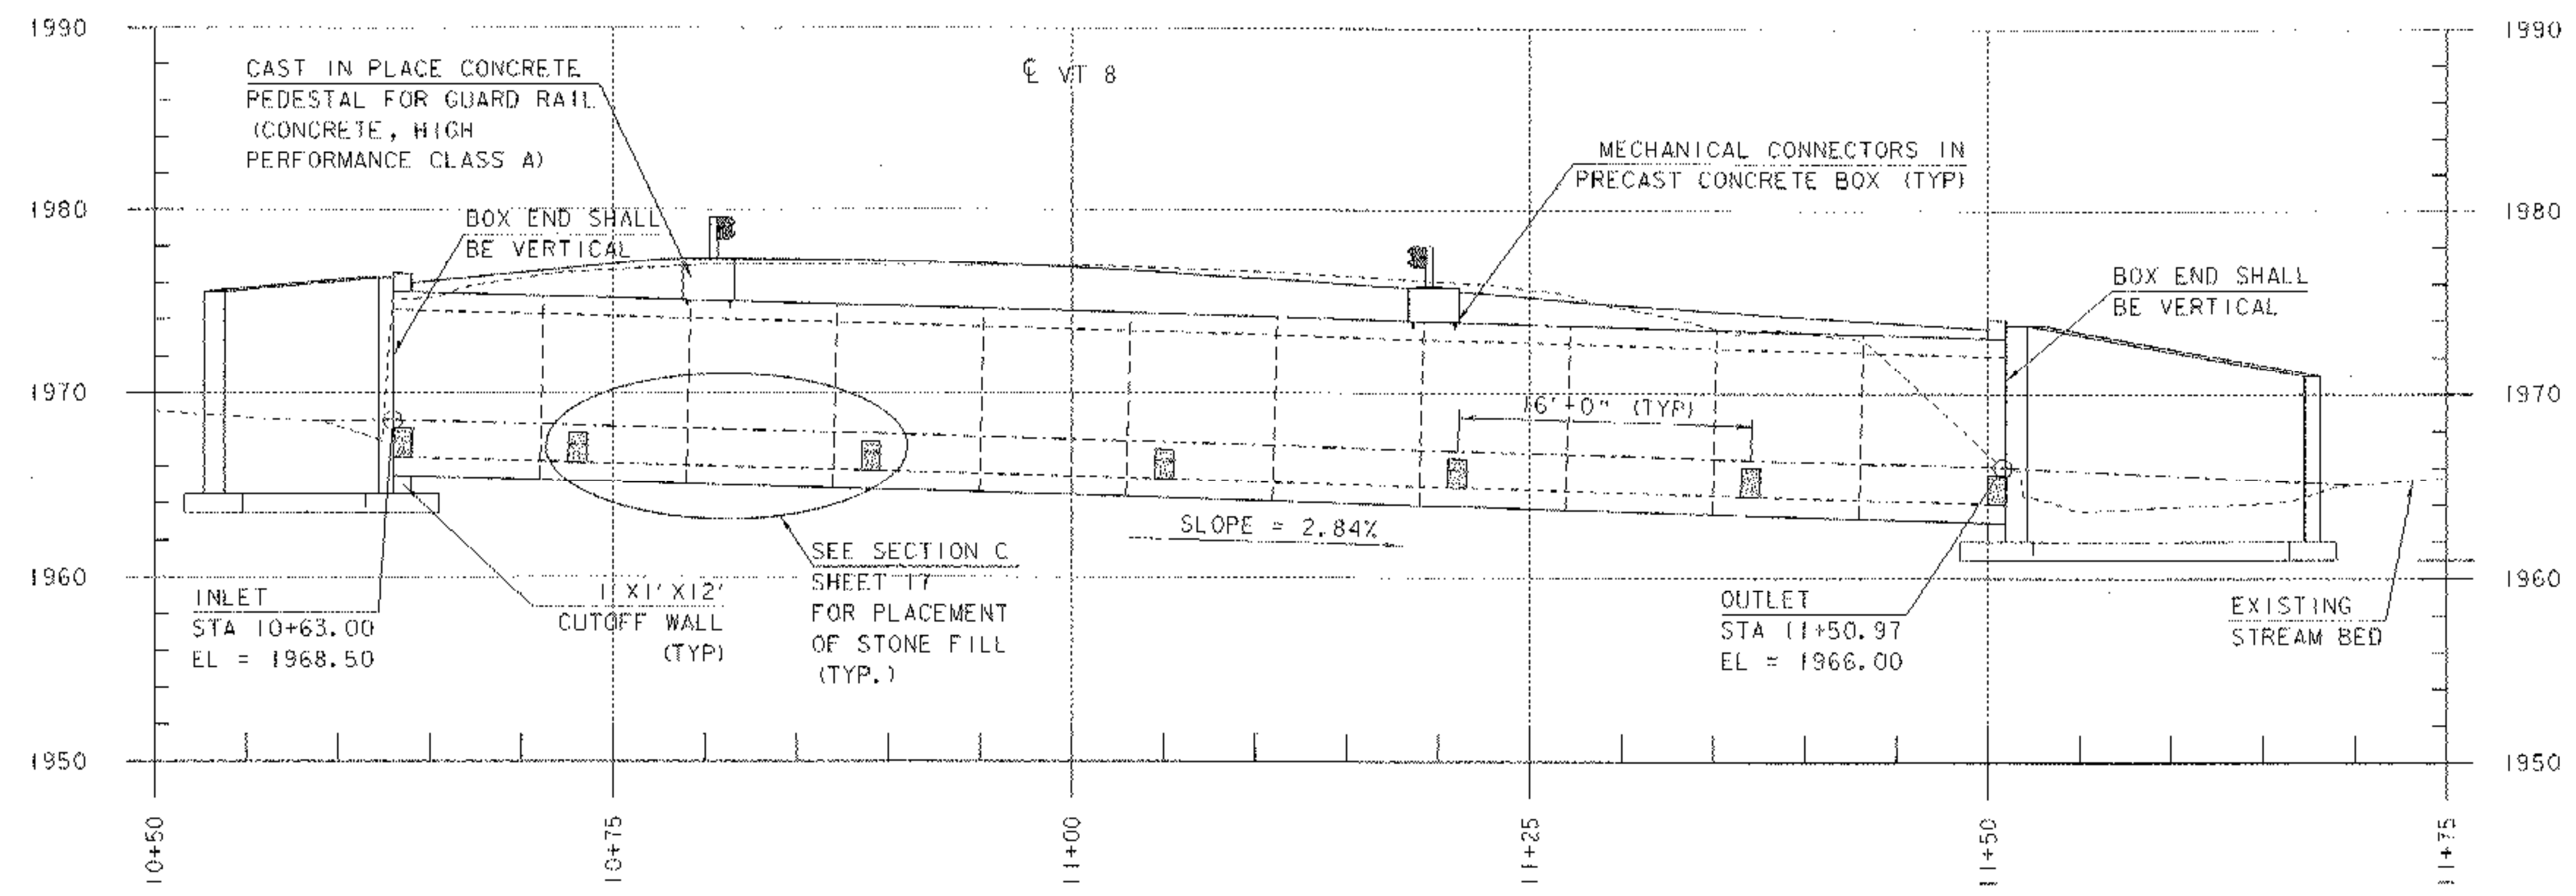 1990
1990
CAST IN PLACE CONCRETE
PEDESTAL FOR GUARD RAIL
(CONCRETE, HIGH
PERFORMANCE CLASS A)
℄ VT 8
MECHANICAL CONNECTORS IN
PRECAST CONCRETE BOX (TYP)
1980
1980
BOX END SHALL
BE VERTICAL
BOX END SHALL
BE VERTICAL
1970
1970
16'-0" (TYP)
SLOPE = 2.84%
SEE SECTION C
SHEET 17
FOR PLACEMENT
OF STONE FILL
(TYP.)
1960
1960
INLET
STA 10+63.00
EL = 1968.50
1'X1'X12'
CUTOFF WALL
(TYP)
OUTLET
STA 11+50.97
EL = 1966.00
EXISTING
STREAM BED
1950
1950
10+50
10+75
11+00
11+25
11+50
11+75